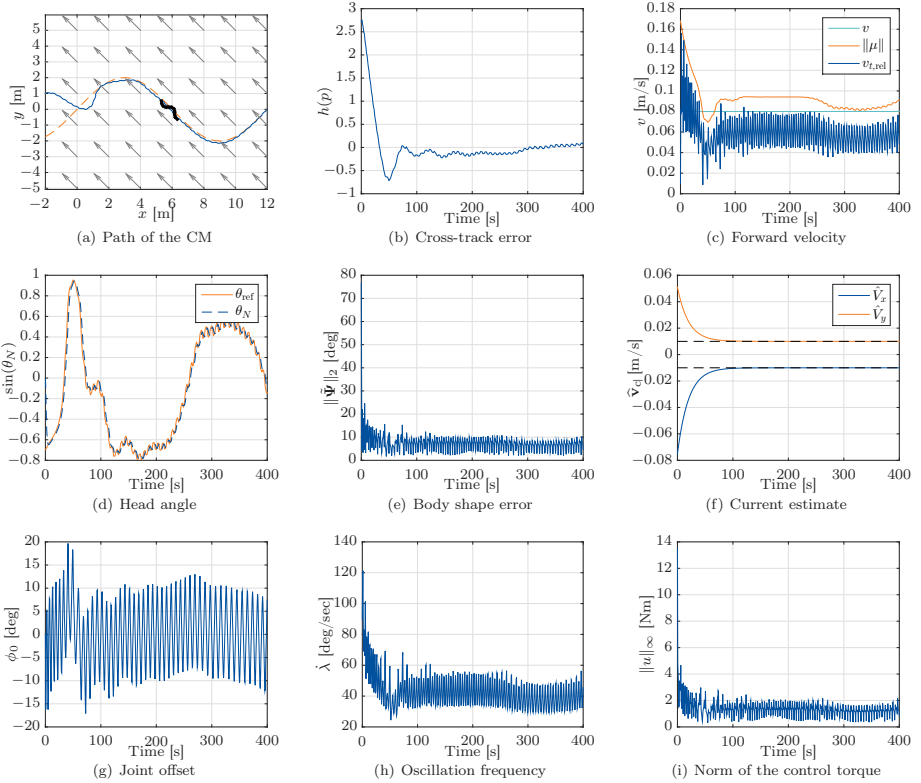 5
4
3
2
1
0
−1
−2
−3
−4
−5
y [m]
−2 0 2 4 6 8 10 12
x [m]
(a) Path of the CM
3
2.5
2
1.5
1
0.5
0
−0.5
−1
h(p)
0 100 200 300 400
Time [s]
(b) Cross-track error
0.18
0.16
0.14
0.12
0.1
0.08
0.06
0.04
0.02
0
v [m/s]
v
‖μ‖
v_{t,rel}
0 100 200 300 400
Time [s]
(c) Forward velocity
1
0.8
0.6
0.4
0.2
0
−0.2
−0.4
−0.6
−0.8
sin(θ_N)
θ_ref
θ_N
0 100 200 300 400
Time [s]
(d) Head angle
80
70
60
50
40
30
20
10
0
‖Ψ̃‖₂ [deg]
0 100 200 300 400
Time [s]
(e) Body shape error
0.06
0.04
0.02
0
−0.02
−0.04
−0.06
−0.08
v̂_c [m/s]
V̂_x
V̂_y
0 100 200 300 400
Time [s]
(f) Current estimate
20
15
10
5
0
−5
−10
−15
−20
ϕ₀ [deg]
0 100 200 300 400
Time [s]
(g) Joint offset
140
120
100
80
60
40
20
λ̇ [deg/sec]
0 100 200 300 400
Time [s]
(h) Oscillation frequency
14
12
10
8
6
4
2
0
‖u‖_∞ [Nm]
0 100 200 300 400
Time [s]
(i) Norm of the control torque